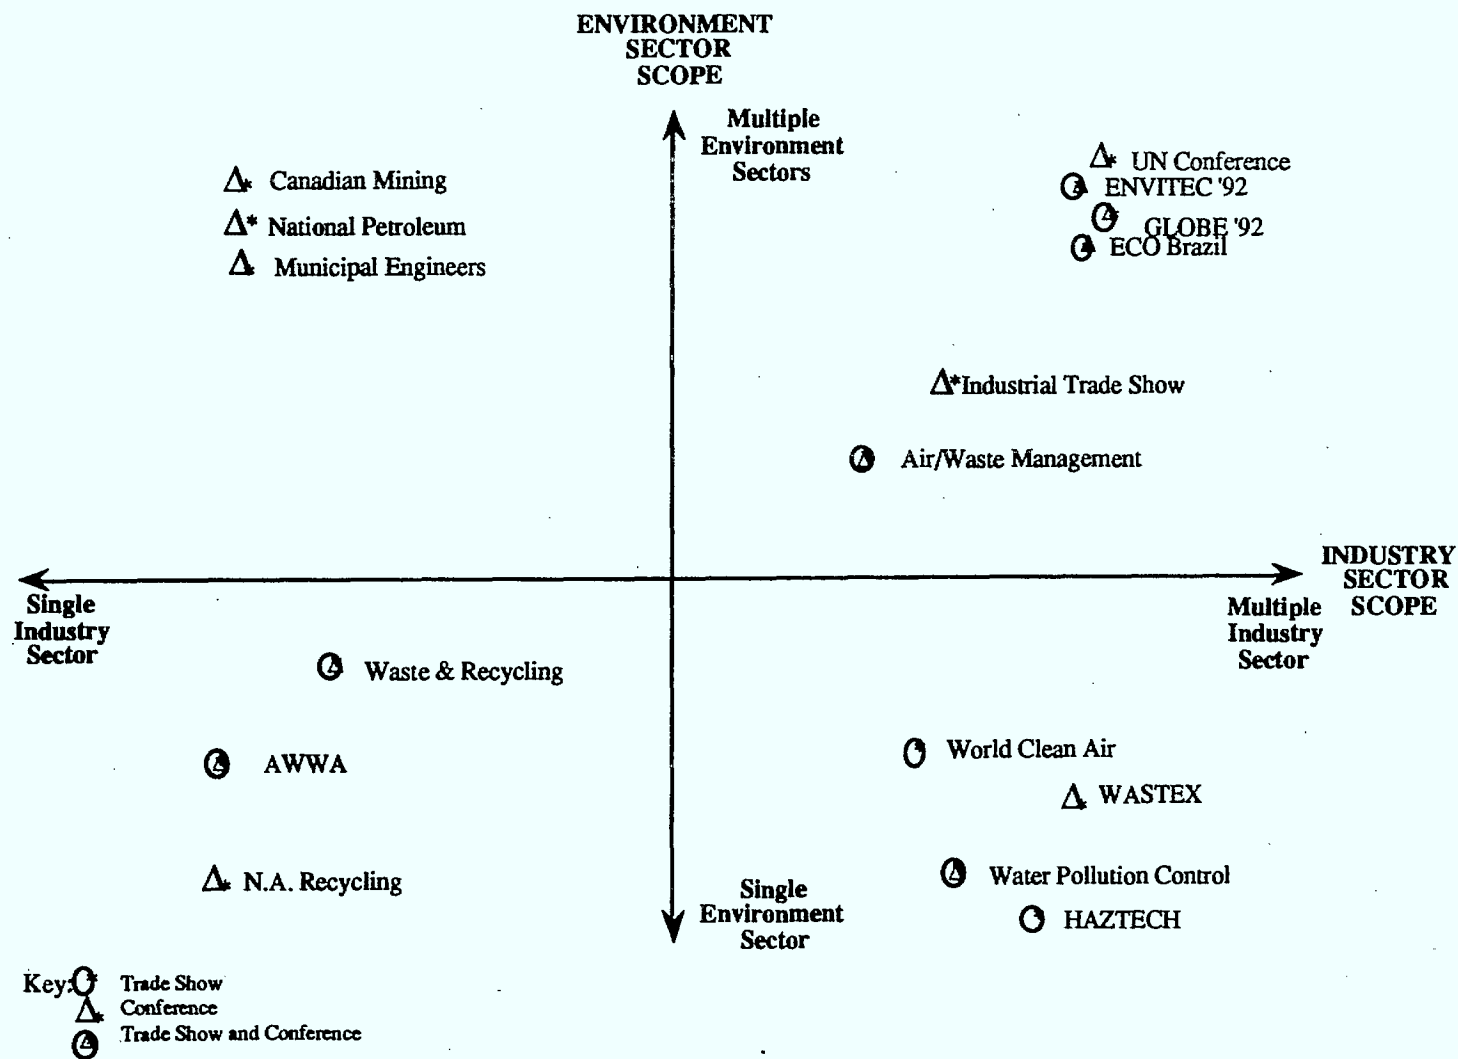 ENVIRONMENT
SECTOR
SCOPE
Multiple
Environment
Sectors
Canadian Mining
National Petroleum
Municipal Engineers
UN Conference
ENVITEC '92
GLOBE '92
ECO Brazil
Industrial Trade Show
Air/Waste Management
INDUSTRY
SECTOR
SCOPE
Single
Industry
Sector
Multiple
Industry
Sector
Waste & Recycling
AWWA
N.A. Recycling
World Clean Air
WASTEX
Water Pollution Control
HAZTECH
Single
Environment
Sector
Key:
Trade Show
Conference
Trade Show and Conference